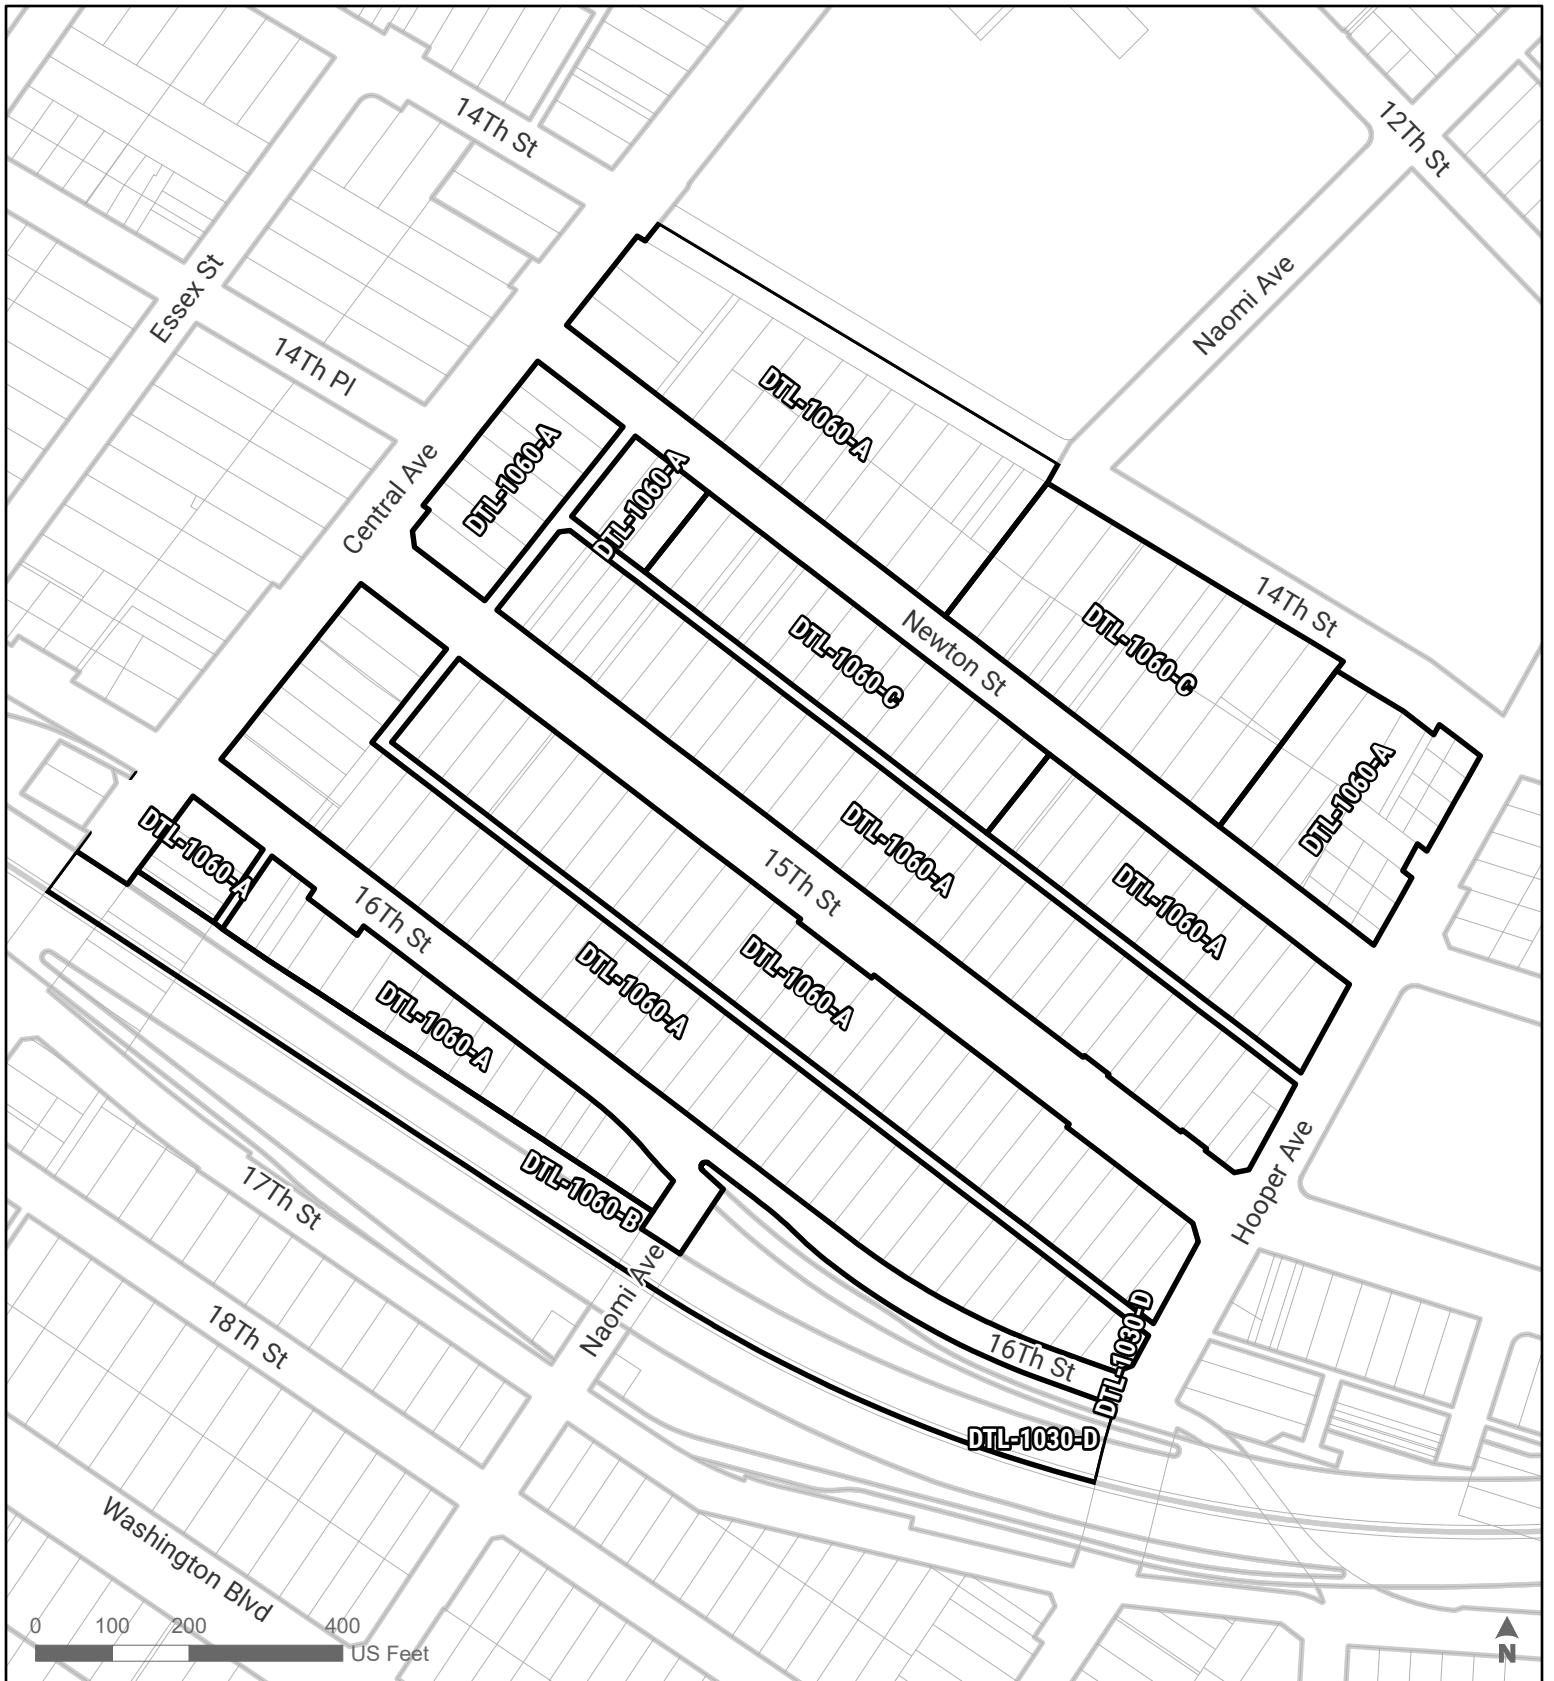 14Th St
12Th St
Essex St
Naomi Ave
14Th Pl
DTL-1060-A
DTL-1060-A
DTL-1060-A
Central Ave
14Th St
DTL-1060-C
DTL-1060-C
Newton St
DTL-1060-A
DTL-1060-A
DTL-1060-A
15Th St
DTL-1060-A
16Th St
DTL-1060-A
DTL-1060-A
DTL-1060-A
DTL-1060-A
DTL-1060-B
17Th St
Hooper Ave
Naomi Ave
18Th St
16Th St
DTL-1030-D
DTL-1030-D
Washington Blvd
0 100 200 400
US Feet
N